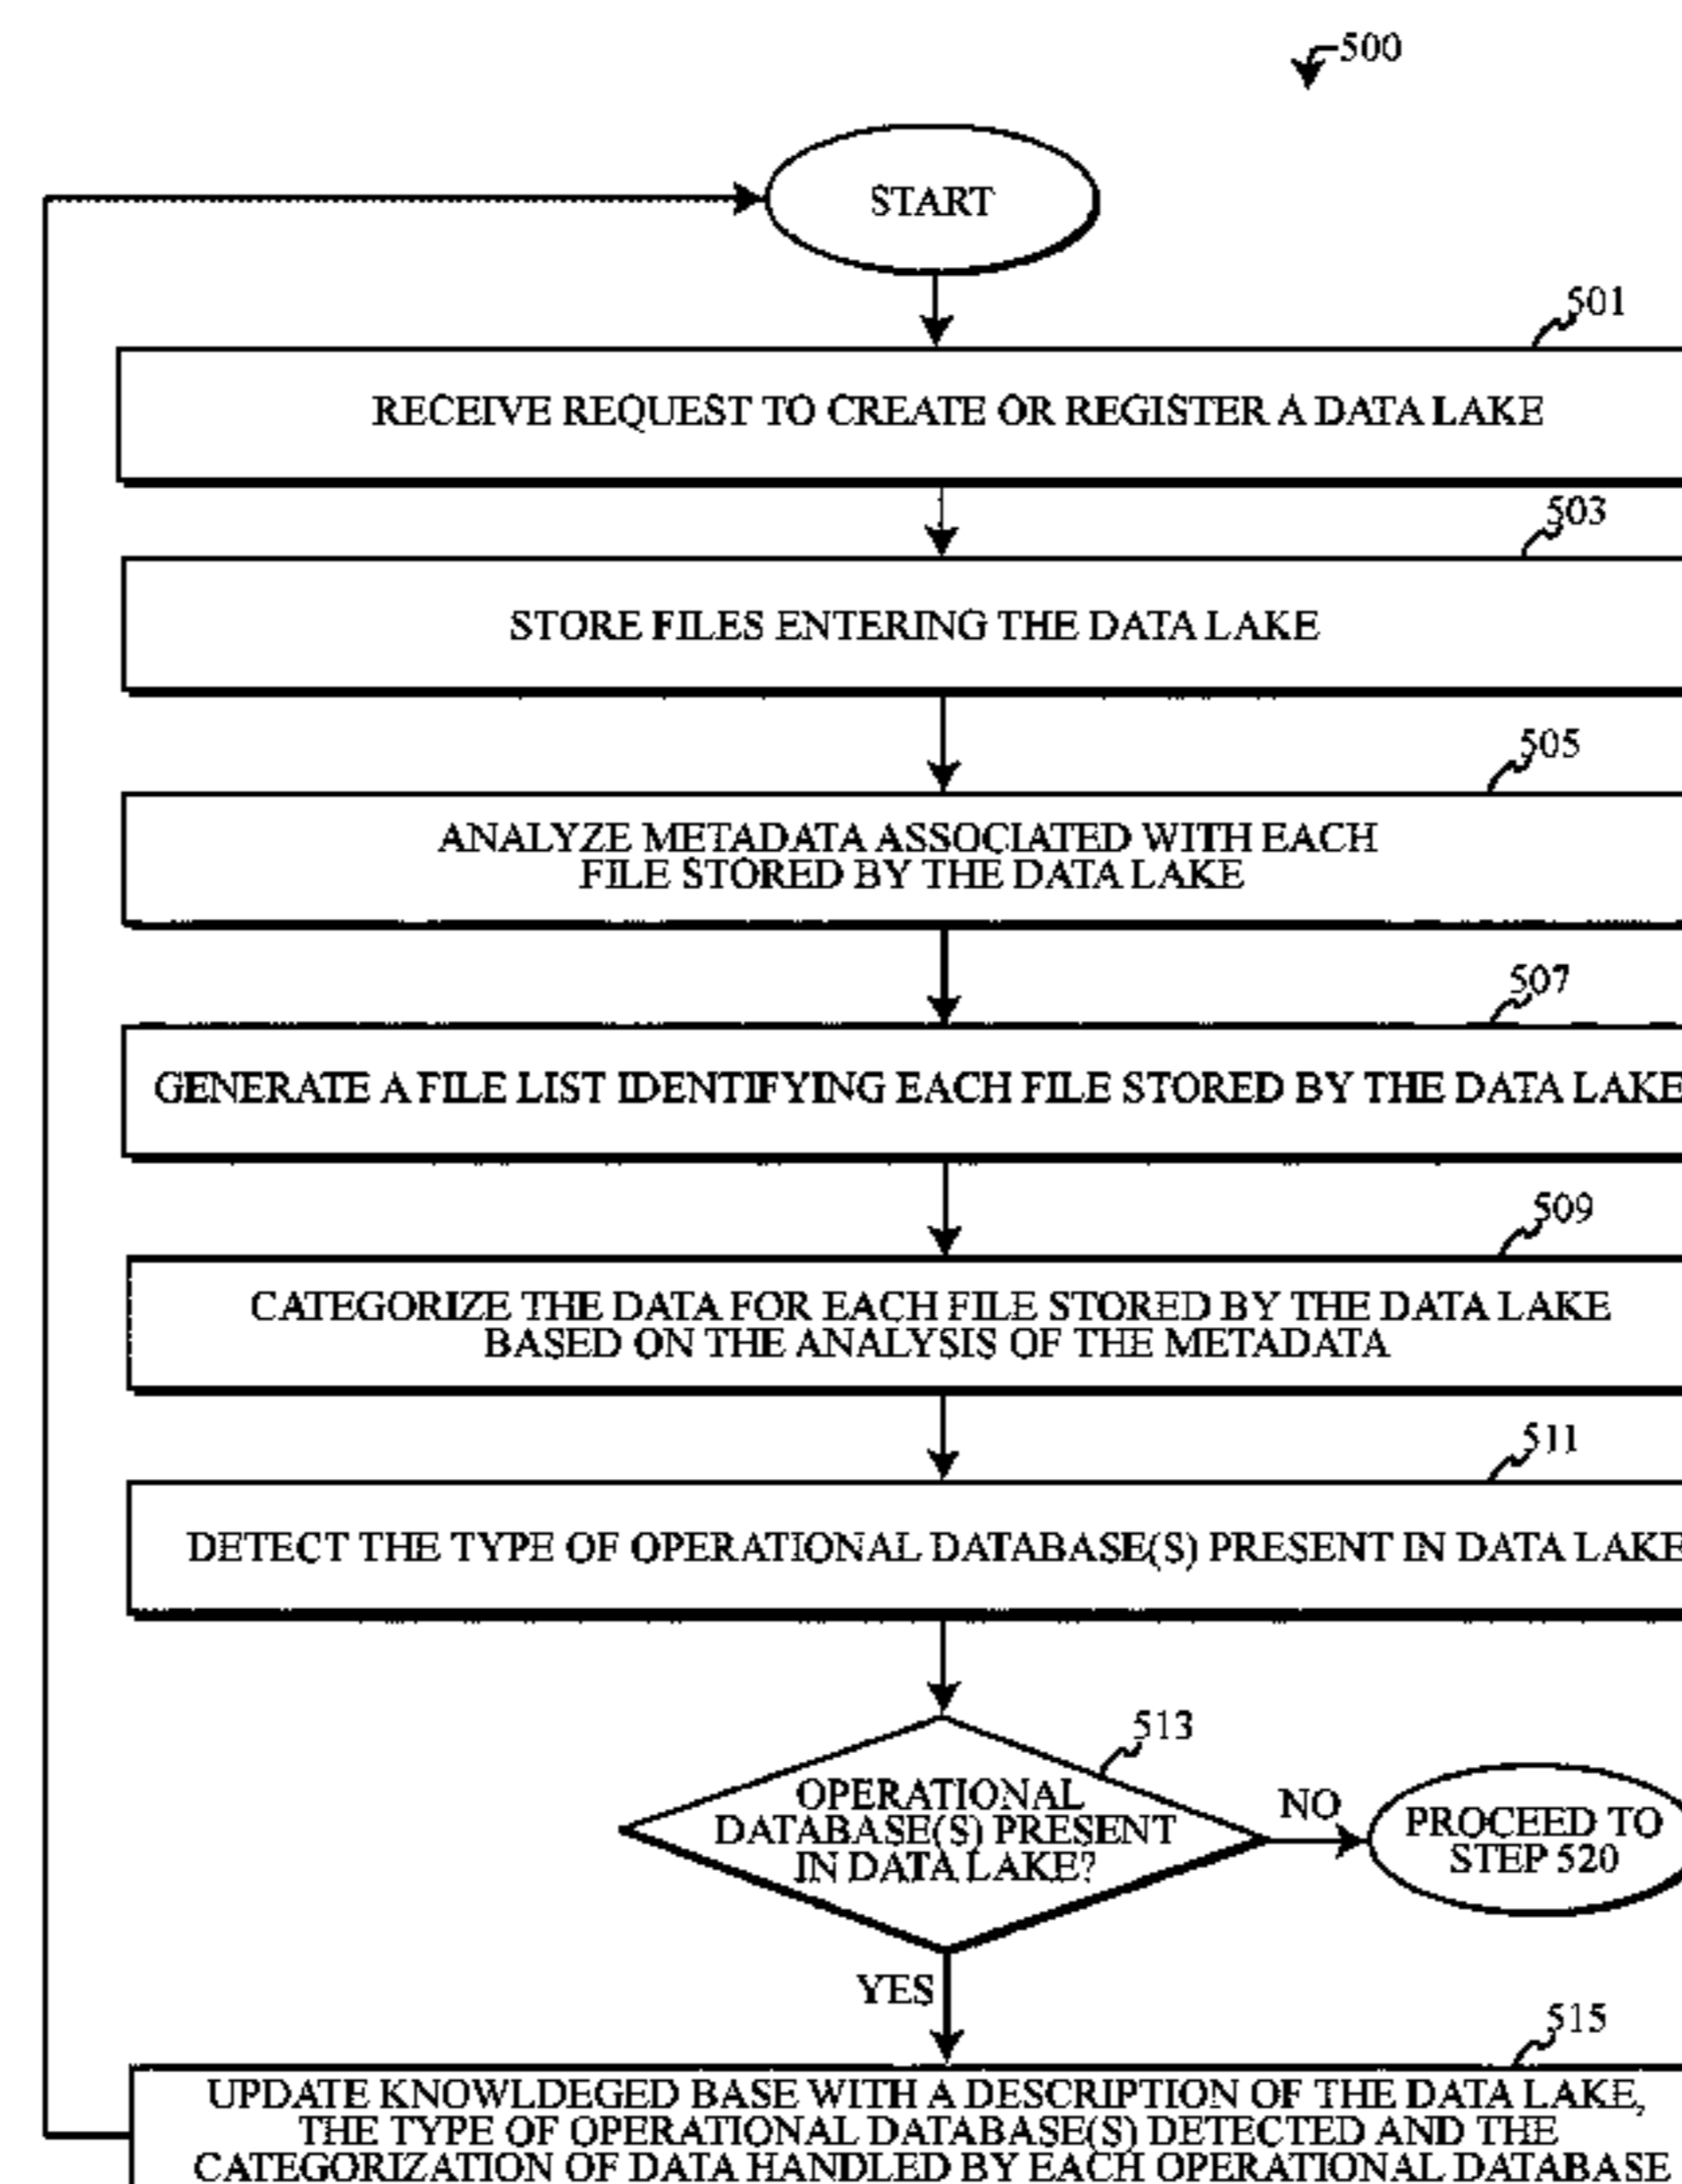 500
START
501
RECEIVE REQUEST TO CREATE OR REGISTER A DATA LAKE
503
STORE FILES ENTERING THE DATA LAKE
505
ANALYZE METADATA ASSOCIATED WITH EACH
FILE STORED BY THE DATA LAKE
507
GENERATE A FILE LIST IDENTIFYING EACH FILE STORED BY THE DATA LAKE
509
CATEGORIZE THE DATA FOR EACH FILE STORED BY THE DATA LAKE
BASED ON THE ANALYSIS OF THE METADATA
511
DETECT THE TYPE OF OPERATIONAL DATABASE(S) PRESENT IN DATA LAKE
513
OPERATIONAL
DATABASE(S) PRESENT
IN DATA LAKE?
NO
PROCEED TO
STEP 520
YES
515
UPDATE KNOWLDEGED BASE WITH A DESCRIPTION OF THE DATA LAKE,
THE TYPE OF OPERATIONAL DATABASE(S) DETECTED AND THE
CATEGORIZATION OF DATA HANDLED BY EACH OPERATIONAL DATABASE